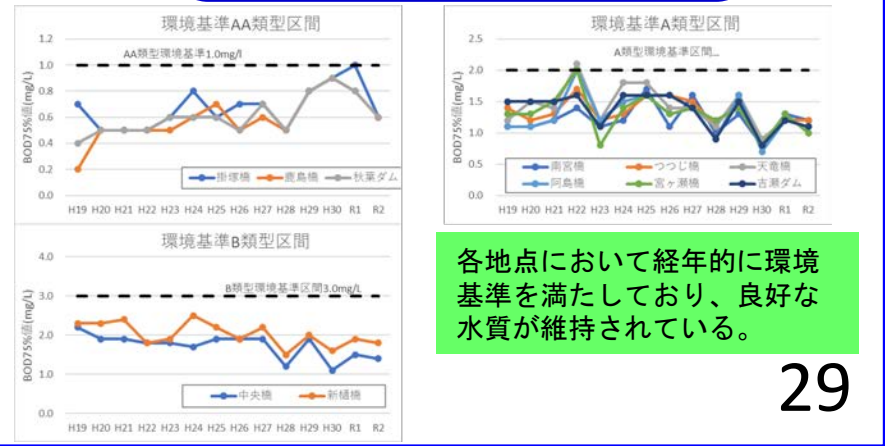 環境基準AA類型区間
1.2
1.0
0.8
0.6
0.4
0.2
0.0
BOD75%値(mg/L)
AA類型環境基準1.0mg/l
掛塚橋 鹿島橋 秋葉ダム
H19 H20 H21 H22 H23 H24 H25 H26 H27 H28 H29 H30 R1 R2
環境基準A類型区間
2.5
2.0
1.5
1.0
0.5
0.0
BOD75%値(mg/L)
A類型環境基準区間...
南宮橋 つつじ橋 天竜橋
阿島橋 宮ヶ瀬橋 吉瀬ダム
H19 H20 H21 H22 H23 H24 H25 H26 H27 H28 H29 H30 R1 R2
環境基準B類型区間
4.0
3.0
2.0
1.0
0.0
BOD75%値(mg/L)
B類型環境基準区間3.0mg/L
中央橋 新樋橋
H19 H20 H21 H22 H23 H24 H25 H26 H27 H28 H29 H30 R1 R2
各地点において経年的に環境
基準を満たしており、良好な
水質が維持されている。
29